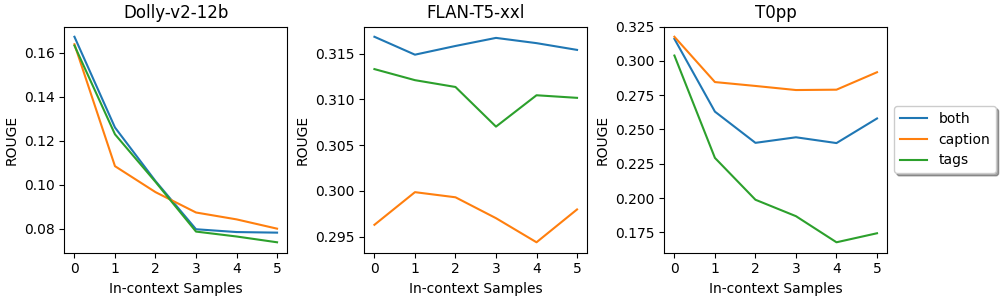 Dolly-v2-12b
FLAN-T5-xxl
T0pp
ROUGE
0.16
0.14
0.12
0.10
0.08
0 1 2 3 4 5
In-context Samples
ROUGE
0.315
0.310
0.305
0.300
0.295
0 1 2 3 4 5
In-context Samples
ROUGE
0.325
0.300
0.275
0.250
0.225
0.200
0.175
0 1 2 3 4 5
In-context Samples
both
caption
tags